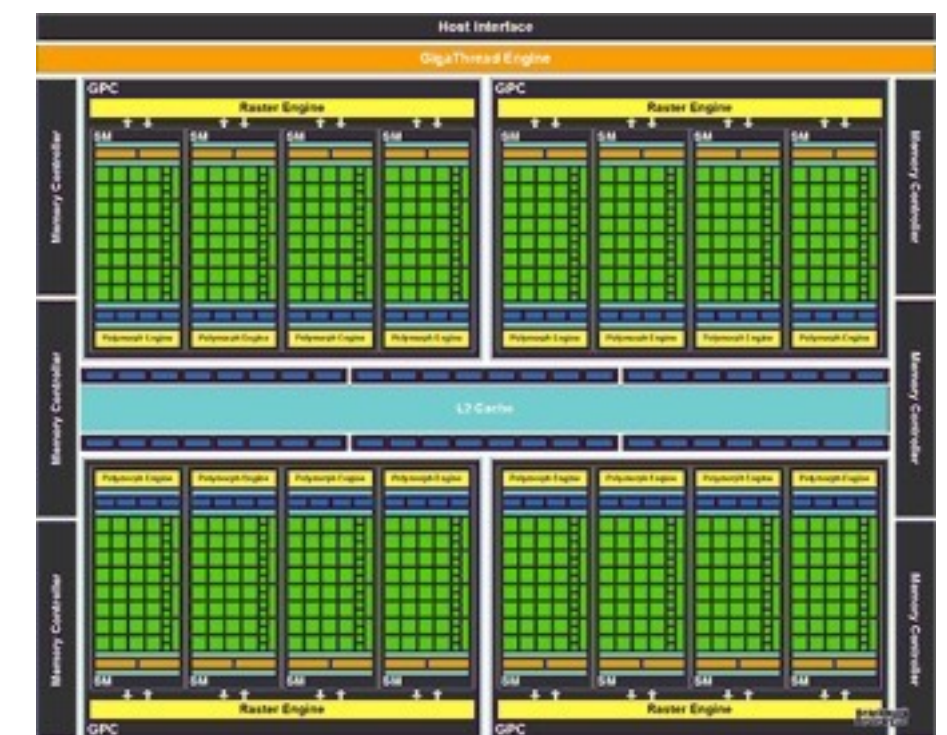 Host Interface
GigaThread Engine
GPC GPC
Raster Engine Raster Engine
SM SM SM SM SM SM SM SM
Memory Controller Memory Controller
Polymorph Engine Polymorph Engine Polymorph Engine Polymorph Engine Polymorph Engine Polymorph Engine Polymorph Engine Polymorph Engine
Memory Controller Memory Controller
L2 Cache
Polymorph Engine Polymorph Engine Polymorph Engine Polymorph Engine Polymorph Engine Polymorph Engine Polymorph Engine Polymorph Engine
Memory Controller Memory Controller
SM SM SM SM SM SM SM SM
Raster Engine Raster Engine
GPC GPC